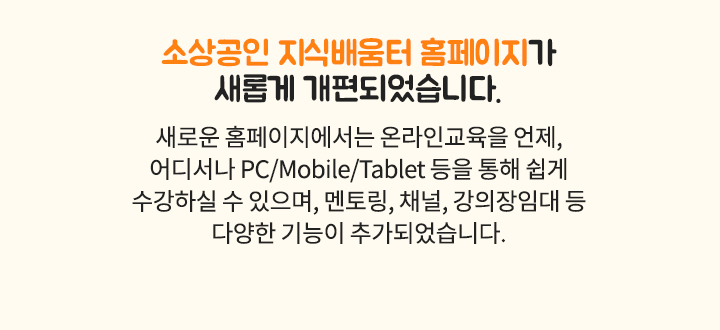 소상공인 지식배움터 홈페이지가
새롭게 개편되었습니다.
새로운 홈페이지에서는 온라인교육을 언제,
어디서나 PC/Mobile/Tablet 등을 통해 쉽게
수강하실 수 있으며, 멘토링, 채널, 강의장임대 등
다양한 기능이 추가되었습니다.